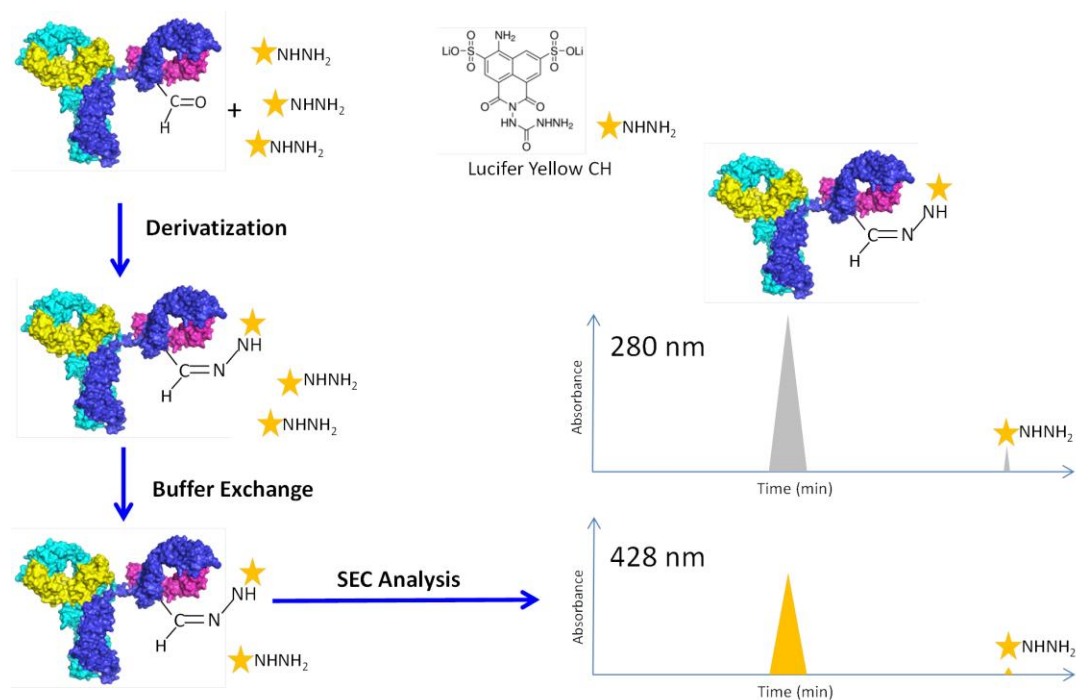 NHNH₂
NHNH₂
NHNH₂
C=O
H
+
LiO S O O
NH₂
O S OLi O
O N O
HN NHNH₂
O
NHNH₂
Lucifer Yellow CH
Derivatization
NH
C=N
H
NHNH₂
NHNH₂
Buffer Exchange
NH
C=N
H
NHNH₂
SEC Analysis
NH
C=N
H
280 nm
Absorbance
NHNH₂
Time (min)
428 nm
Absorbance
NHNH₂
Time (min)